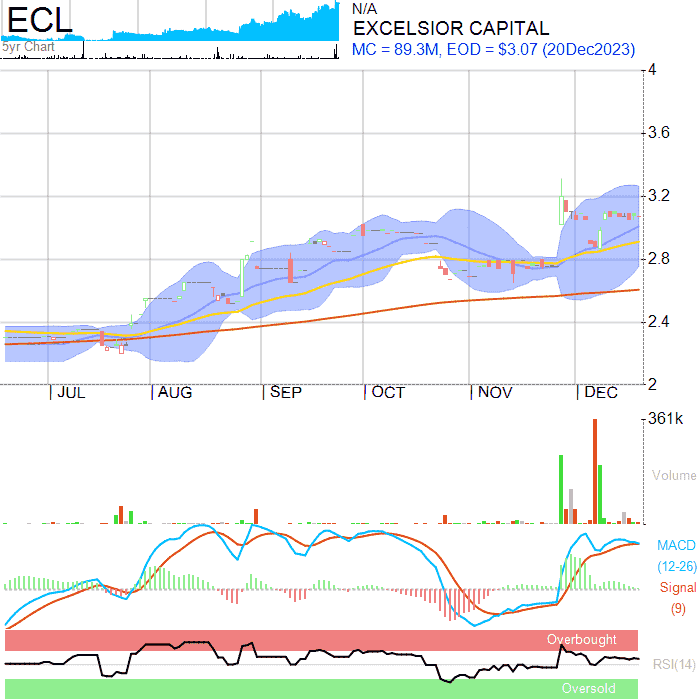 ECL
N/A
EXCELSIOR CAPITAL
5yr Chart
MC = 89.3M, EOD = $3.07 (20Dec2023)
4
3.6
3.2
2.8
2.4
2
JUL AUG SEP OCT NOV DEC
361k
Volume
MACD
(12-26)
Signal
(9)
Overbought
RSI(14)
Oversold